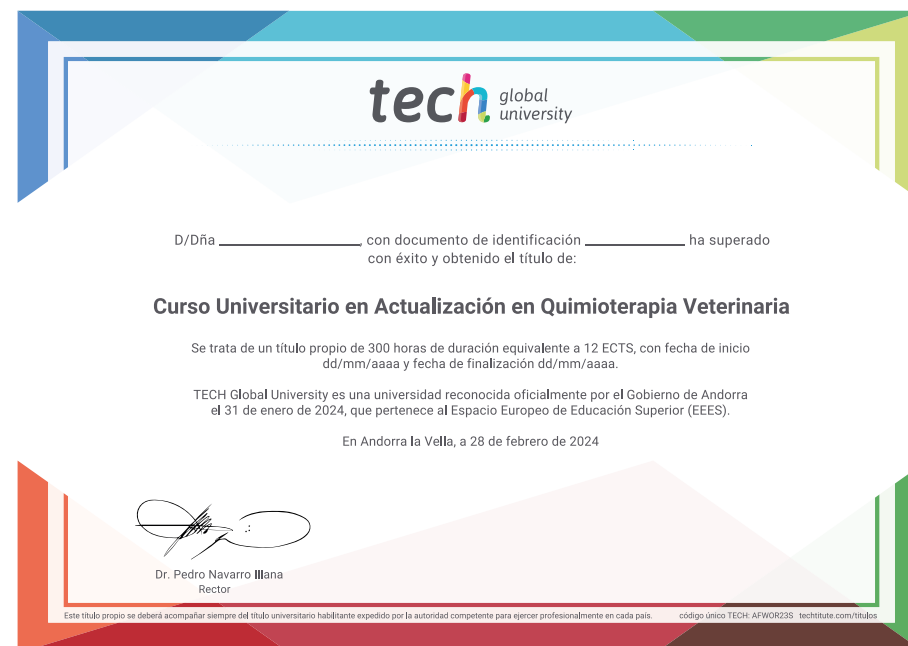 tech global university
D/Dña ______________, con documento de identificación __________ ha superado
con éxito y obtenido el título de:
Curso Universitario en Actualización en Quimioterapia Veterinaria
Se trata de un título propio de 300 horas de duración equivalente a 12 ECTS, con fecha de inicio
dd/mm/aaaa y fecha de finalización dd/mm/aaaa.
TECH Global University es una universidad reconocida oficialmente por el Gobierno de Andorra
el 31 de enero de 2024, que pertenece al Espacio Europeo de Educación Superior (EEES).
En Andorra la Vella, a 28 de febrero de 2024
Dr. Pedro Navarro Illana
Rector
Este título propio se deberá acompañar siempre del título universitario habilitante expedido por la autoridad competente para ejercer profesionalmente en cada país. código único TECH: AFWOR23S techtitute.com/titulos